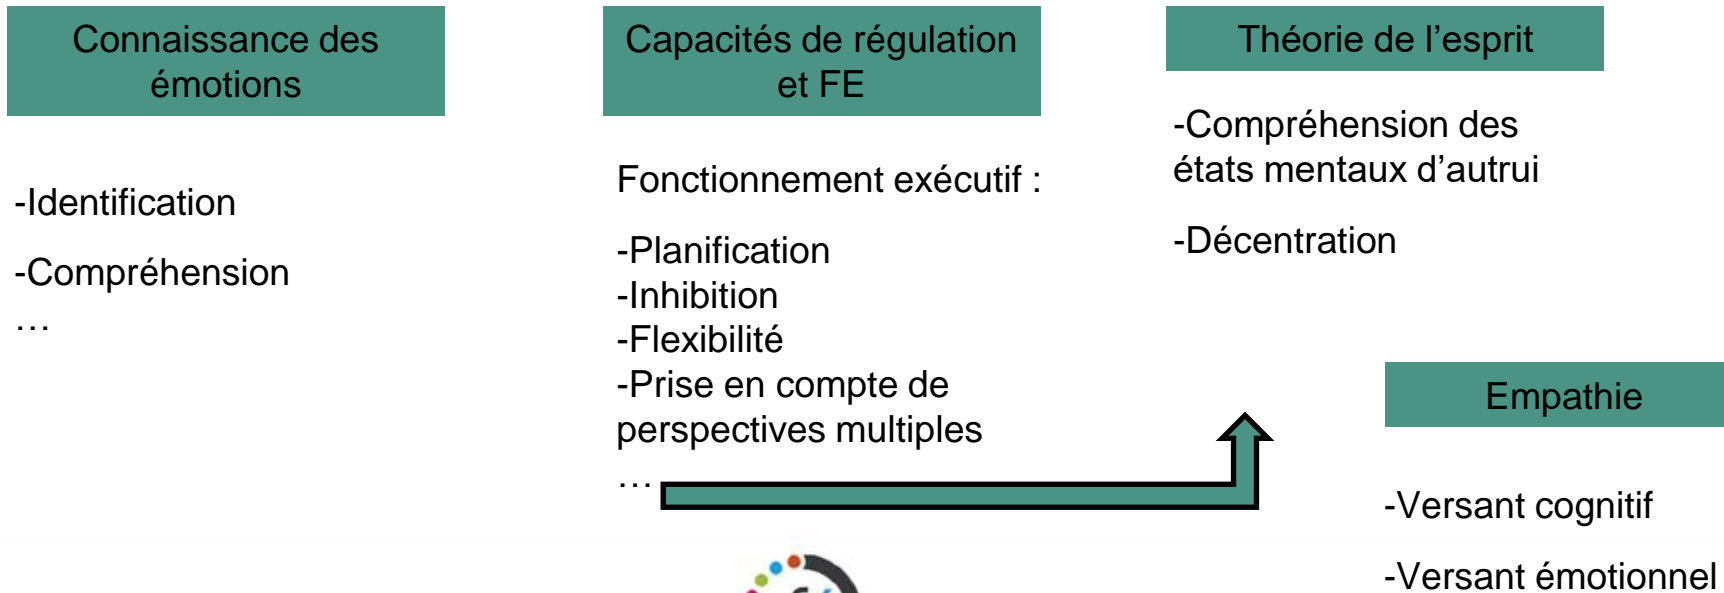 Connaissance des
émotions
-Identification
-Compréhension
…
Capacités de régulation
et FE
Fonctionnement exécutif :
-Planification
-Inhibition
-Flexibilité
-Prise en compte de
perspectives multiples
…
Théorie de l’esprit
-Compréhension des
états mentaux d’autrui
-Décentration
Empathie
-Versant cognitif
-Versant émotionnel